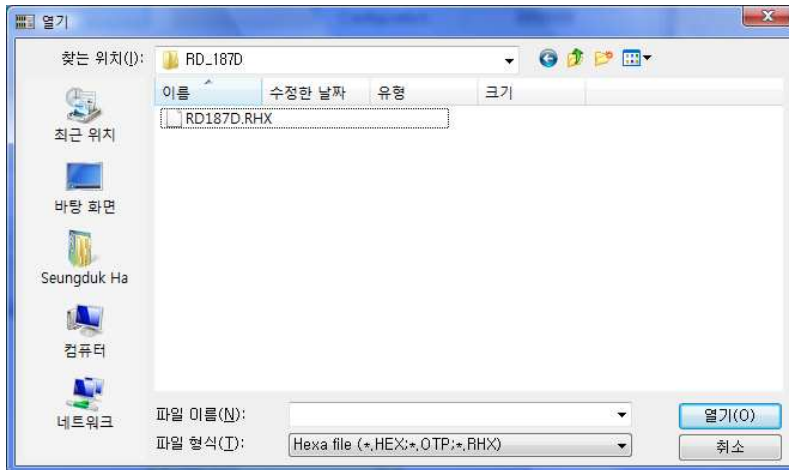 열기
찾는 위치(I): RD_187D
이름 수정한 날짜 유형 크기
RD187D.RHX
최근 위치
바탕 화면
Seungduk Ha
컴퓨터
네트워크
파일 이름(N): 열기(O)
파일 형식(T): Hexa file (*.HEX;*.OTP;*.RHX) 취소